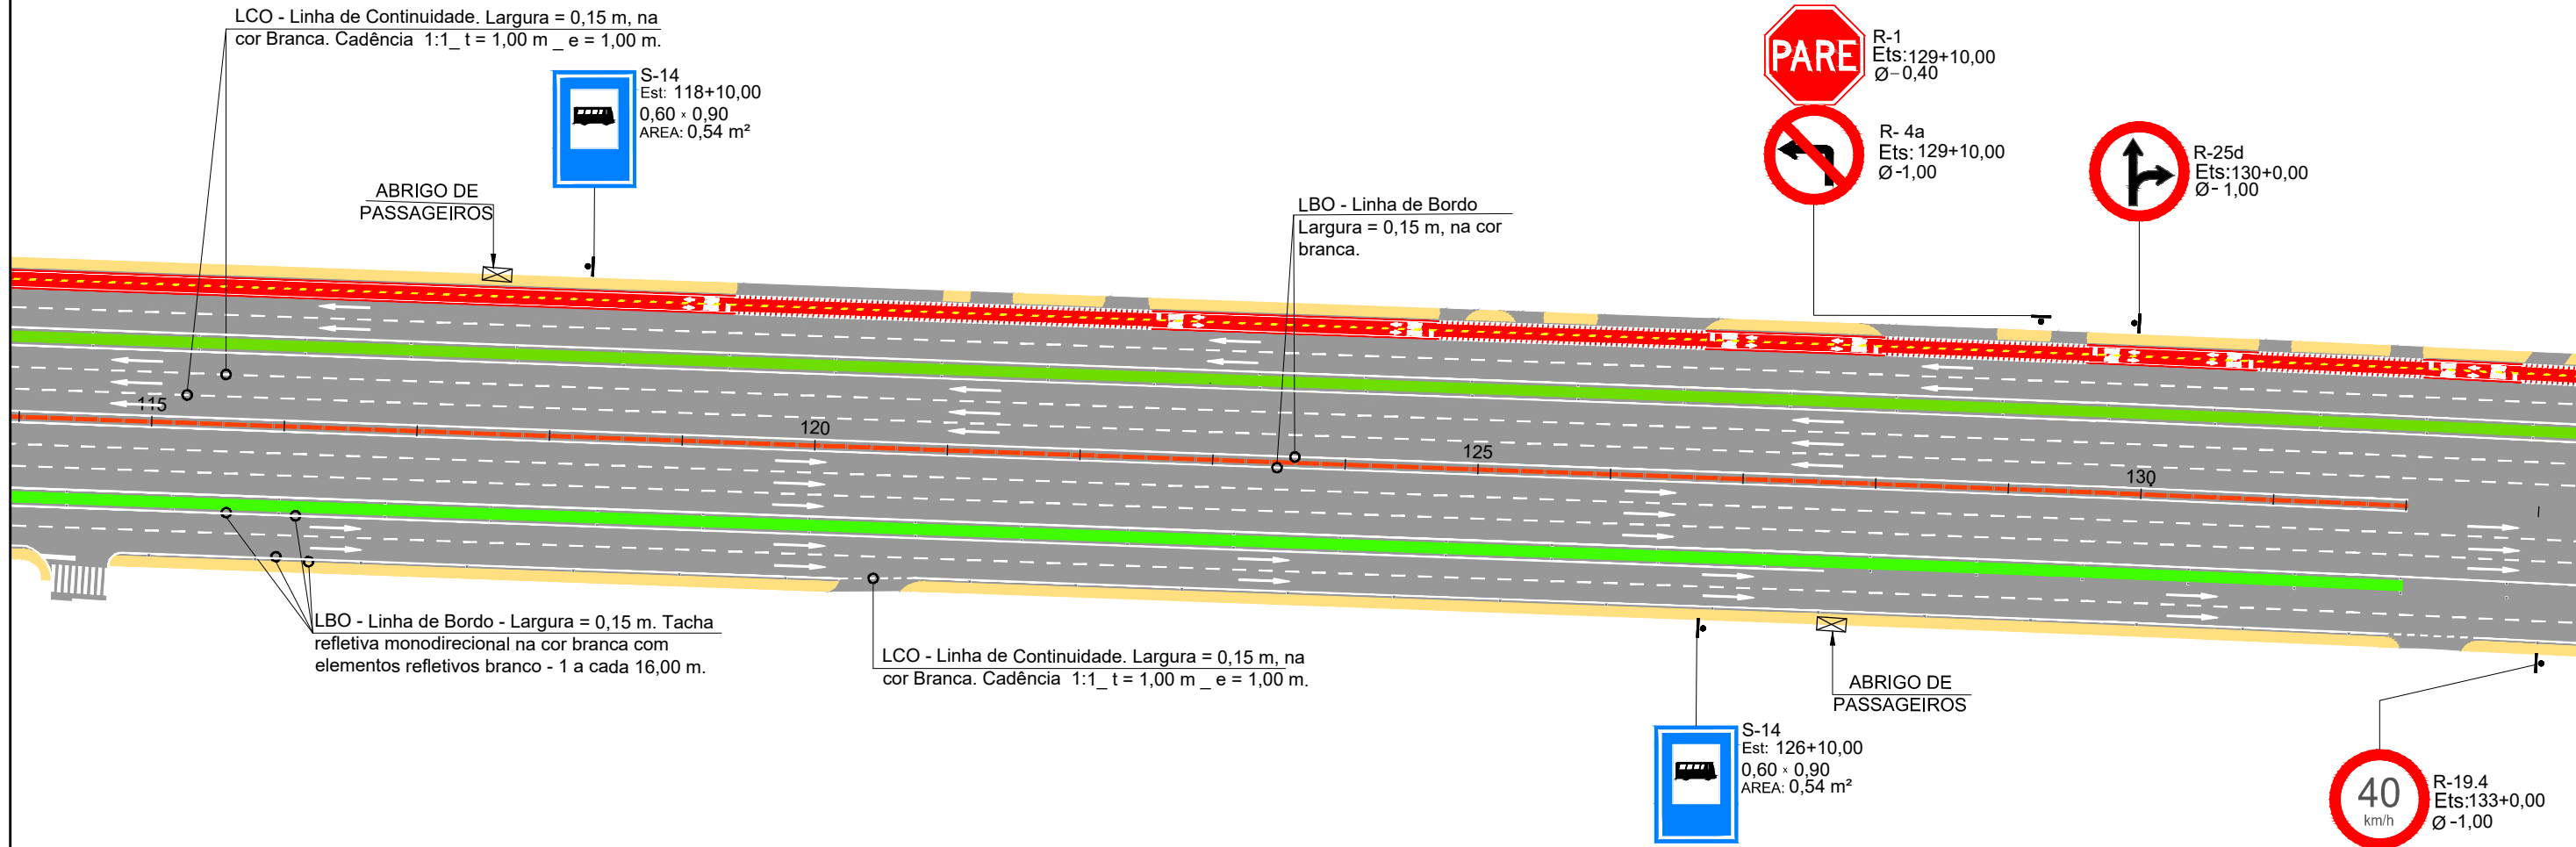 LCO - Linha de Continuidade. Largura = 0,15 m, na
cor Branca. Cadência 1:1_ t = 1,00 m _ e = 1,00 m.
S-14
Est: 118+10,00
0,60 x 0,90
AREA: 0,54 m²
ABRIGO DE
PASSAGEIROS
LBO - Linha de Bordo
Largura = 0,15 m, na cor
branca.
PARE
R-1
Ets:129+10,00
Ø-0,40
R- 4a
Ets: 129+10,00
Ø-1,00
R-25d
Ets:130+0,00
Ø- 1,00
115
120
125
130
LBO - Linha de Bordo - Largura = 0,15 m. Tacha
refletiva monodirecional na cor branca com
elementos refletivos branco - 1 a cada 16,00 m.
LCO - Linha de Continuidade. Largura = 0,15 m, na
cor Branca. Cadência 1:1_ t = 1,00 m _ e = 1,00 m.
S-14
Est: 126+10,00
0,60 x 0,90
AREA: 0,54 m²
ABRIGO DE
PASSAGEIROS
40
km/h
R-19.4
Ets:133+0,00
Ø-1,00